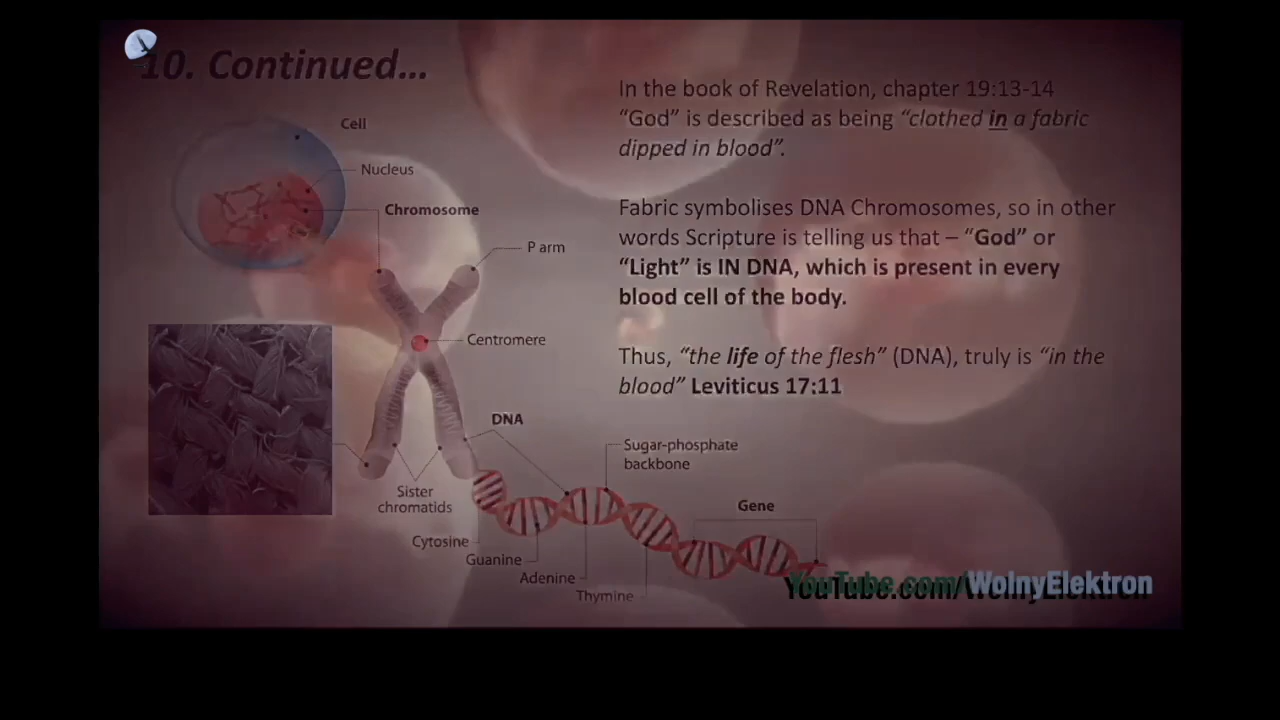 10. Continued...
In the book of Revelation, chapter 19:13-14
"God" is described as being "clothed in a fabric
dipped in blood".
Fabric symbolises DNA Chromosomes, so in other
words Scripture is telling us that – "God" or
"Light" is IN DNA, which is present in every
blood cell of the body.
Thus, "the life of the flesh" (DNA), truly is "in the
blood" Leviticus 17:11
Cell
Nucleus
Chromosome
P arm
Centromere
DNA
Sugar-phosphate
backbone
Sister
chromatids
Gene
Cytosine
Guanine
Adenine
Thymine
YouTube.com/WolnyElektron